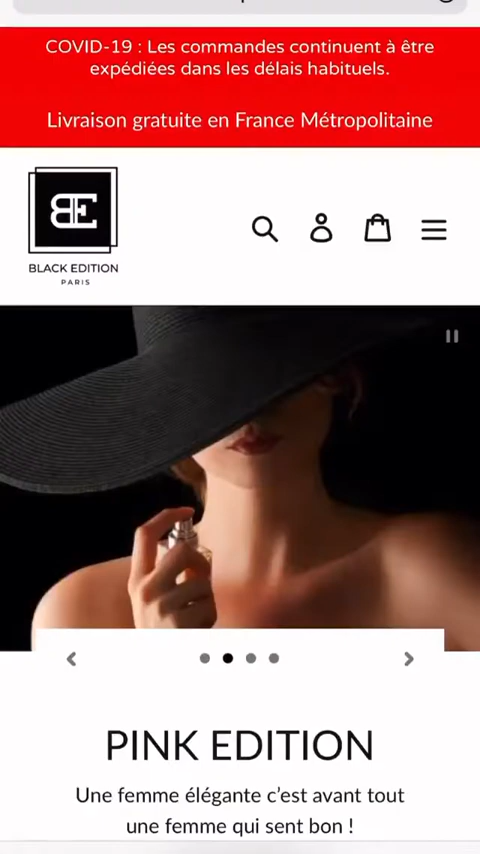 COVID-19 : Les commandes continuent à être
expédiées dans les délais habituels.
Livraison gratuite en France Métropolitaine
BE
BLACK EDITION
PARIS
PINK EDITION
Une femme élégante c’est avant tout
une femme qui sent bon !